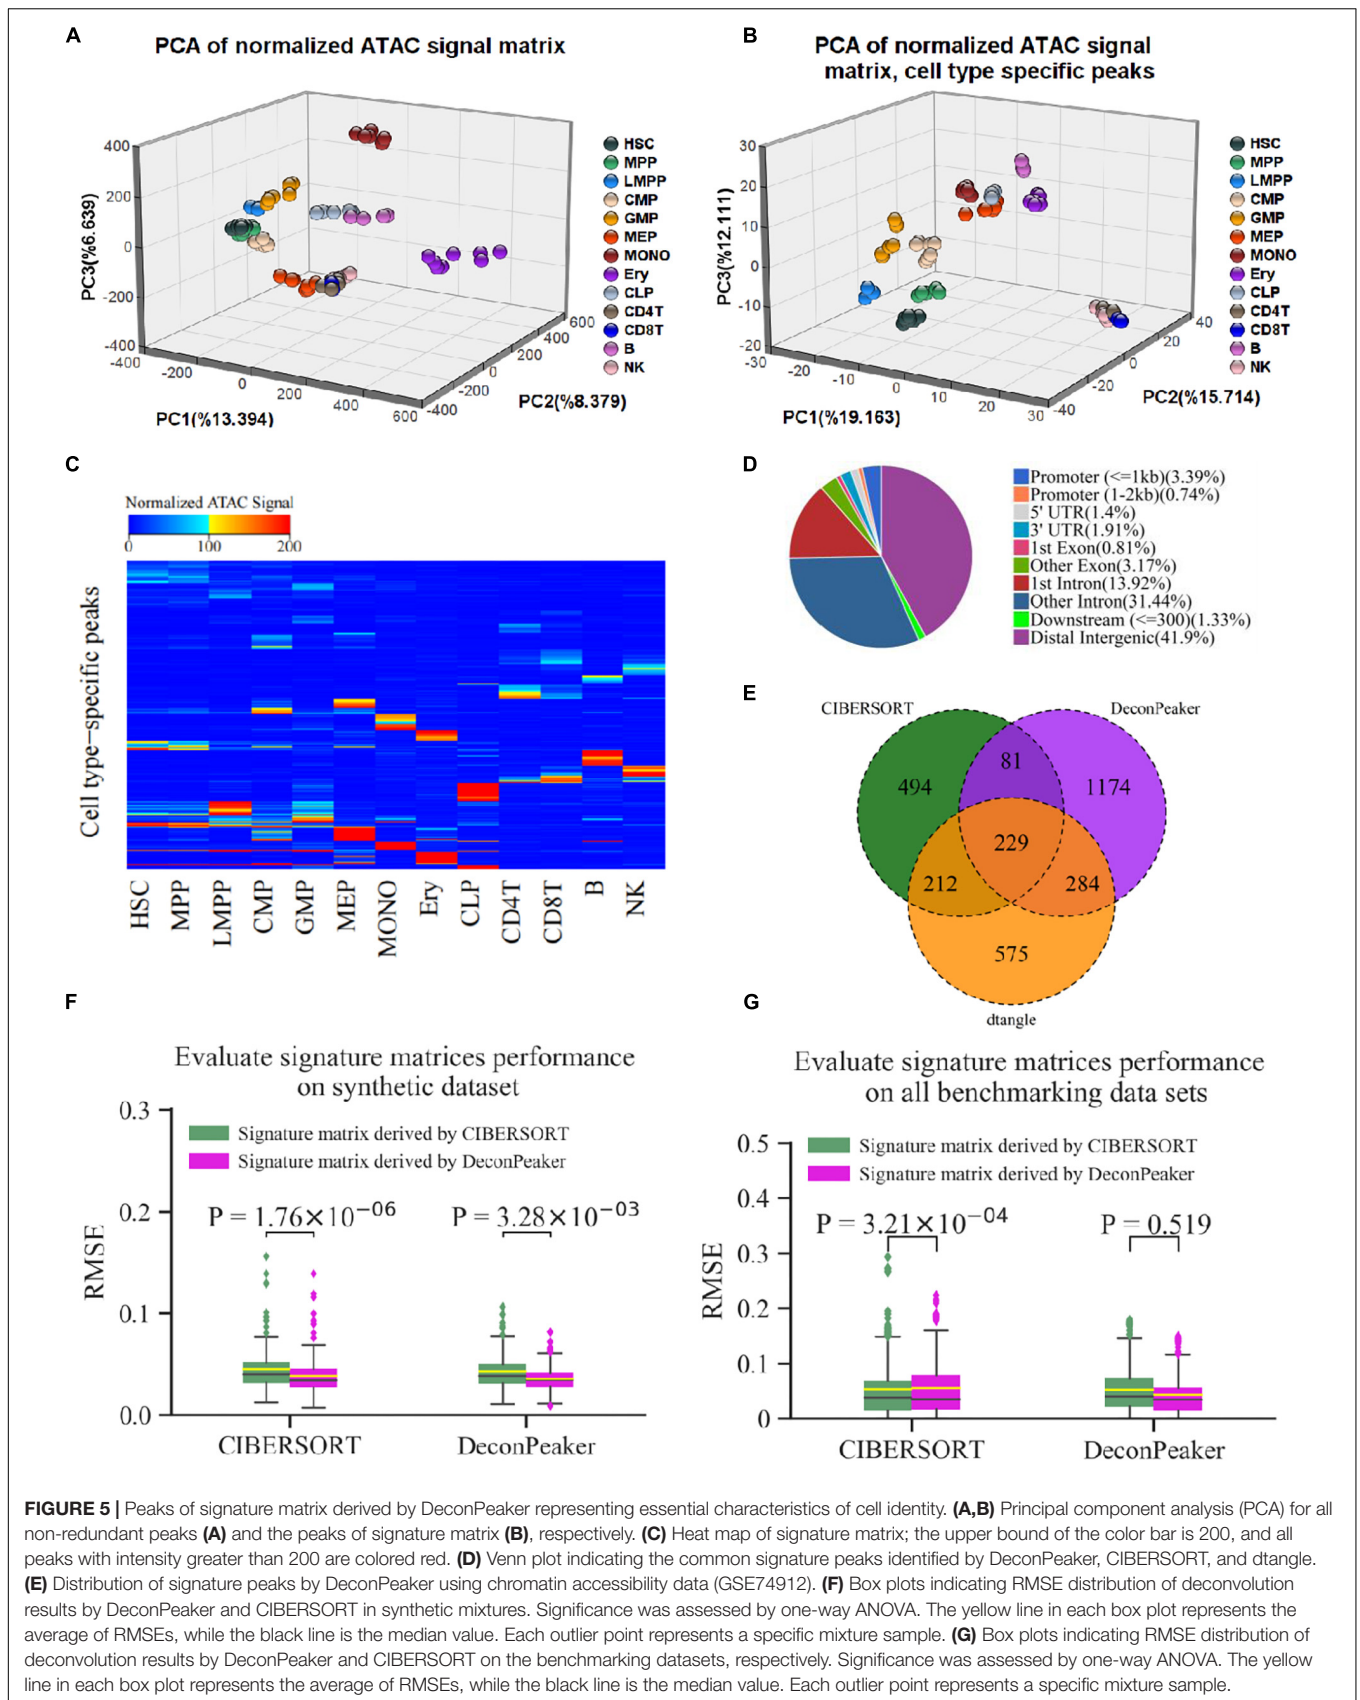 A
PCA of normalized ATAC signal matrix
400
200
0
-200
-400
PC3(%6.639)
-400
-200
0
200
400
600
PC1(%13.394)
-400
-200
0
200
400
600
PC2(%8.379)
HSC
MPP
LMPP
CMP
GMP
MEP
MONO
Ery
CLP
CD4T
CD8T
B
NK
B
PCA of normalized ATAC signal
matrix, cell type specific peaks
30
20
10
0
-10
-20
PC3(%12.111)
-30
-20
-10
0
10
20
30
PC1(%19.163)
-40
-20
0
20
40
PC2(%15.714)
HSC
MPP
LMPP
CMP
GMP
MEP
MONO
Ery
CLP
CD4T
CD8T
B
NK
C
Normalized ATAC Signal
0 100 200
Cell type−specific peaks
HSC
MPP
LMPP
CMP
GMP
MEP
MONO
Ery
CLP
CD4T
CD8T
B
NK
D
Promoter (<=1kb)(3.39%)
Promoter (1-2kb)(0.74%)
5' UTR(1.4%)
3' UTR(1.91%)
1st Exon(0.81%)
Other Exon(3.17%)
1st Intron(13.92%)
Other Intron(31.44%)
Downstream (<=300)(1.33%)
Distal Intergenic(41.9%)
E
CIBERSORT
DeconPeaker
81
494
1174
229
212
284
575
dtangle
F
Evaluate signature matrices performance
on synthetic dataset
0.3
0.2
0.1
0.0
RMSE
Signature matrix derived by CIBERSORT
Signature matrix derived by DeconPeaker
P = 1.76×10⁻⁰⁶
P = 3.28×10⁻⁰³
CIBERSORT
DeconPeaker
G
Evaluate signature matrices performance
on all benchmarking data sets
0.5
0.4
0.3
0.2
0.1
0
RMSE
Signature matrix derived by CIBERSORT
Signature matrix derived by DeconPeaker
P = 3.21×10⁻⁰⁴
P = 0.519
CIBERSORT
DeconPeaker
FIGURE 5 | Peaks of signature matrix derived by DeconPeaker representing essential characteristics of cell identity. (A,B) Principal component analysis (PCA) for all
non-redundant peaks (A) and the peaks of signature matrix (B), respectively. (C) Heat map of signature matrix; the upper bound of the color bar is 200, and all
peaks with intensity greater than 200 are colored red. (D) Venn plot indicating the common signature peaks identified by DeconPeaker, CIBERSORT, and dtangle.
(E) Distribution of signature peaks by DeconPeaker using chromatin accessibility data (GSE74912). (F) Box plots indicating RMSE distribution of deconvolution
results by DeconPeaker and CIBERSORT in synthetic mixtures. Significance was assessed by one-way ANOVA. The yellow line in each box plot represents the
average of RMSEs, while the black line is the median value. Each outlier point represents a specific mixture sample. (G) Box plots indicating RMSE distribution of
deconvolution results by DeconPeaker and CIBERSORT on the benchmarking datasets, respectively. Significance was assessed by one-way ANOVA. The yellow
line in each box plot represents the average of RMSEs, while the black line is the median value. Each outlier point represents a specific mixture sample.